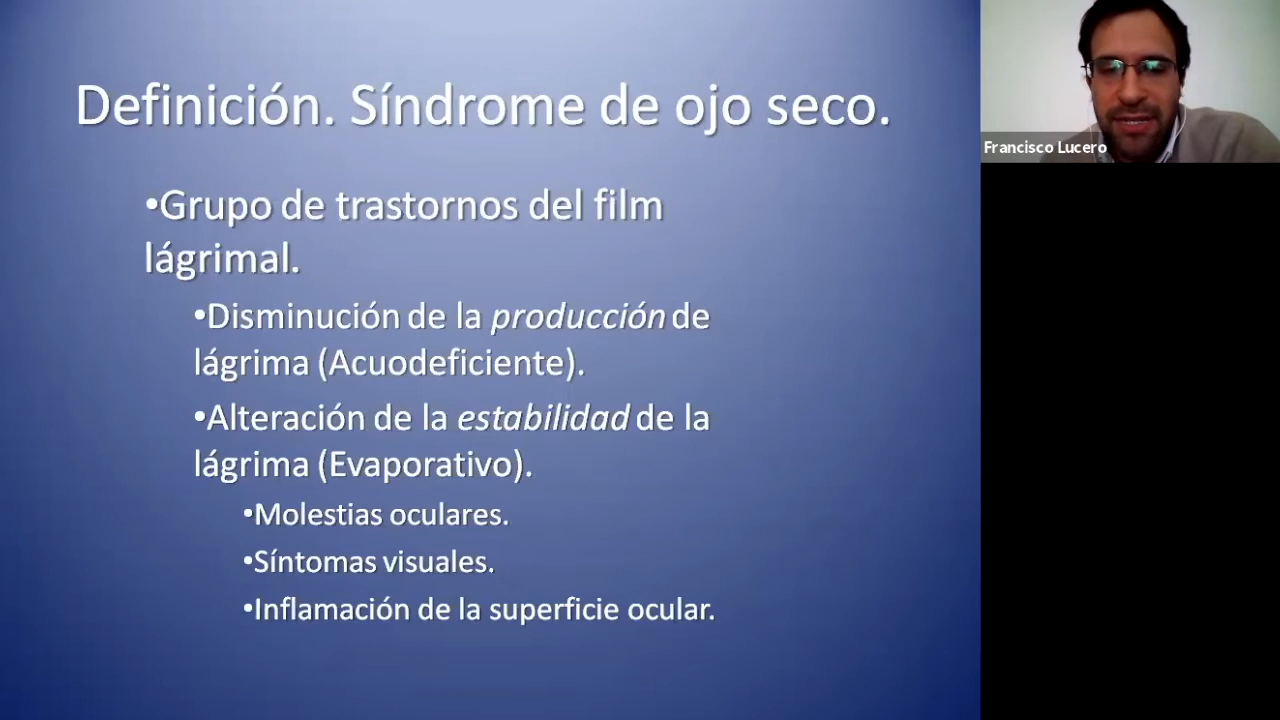 Definición. Síndrome de ojo seco.
•Grupo de trastornos del film
lágrimal.
•Disminución de la producción de
lágrima (Acuodeficiente).
•Alteración de la estabilidad de la
lágrima (Evaporativo).
•Molestias oculares.
•Síntomas visuales.
•Inflamación de la superficie ocular.
Francisco Lucero